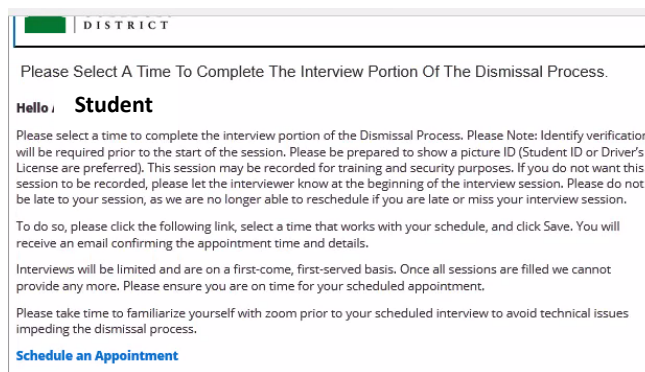 DISTRICT
Please Select A Time To Complete The Interview Portion Of The Dismissal Process.
Hello Student
Please select a time to complete the interview portion of the Dismissal Process. Please Note: Identify verification
will be required prior to the start of the session. Please be prepared to show a picture ID (Student ID or Driver's
License are preferred). This session may be recorded for training and security purposes. If you do not want this
session to be recorded, please let the interviewer know at the beginning of the interview session. Please do not
be late to your session, as we are no longer able to reschedule if you are late or miss your interview session.
To do so, please click the following link, select a time that works with your schedule, and click Save. You will
receive an email confirming the appointment time and details.
Interviews will be limited and are on a first-come, first-served basis. Once all sessions are filled we cannot
provide any more. Please ensure you are on time for your scheduled appointment.
Please take time to familiarize yourself with zoom prior to your scheduled interview to avoid technical issues
impeding the dismissal process.
Schedule an Appointment